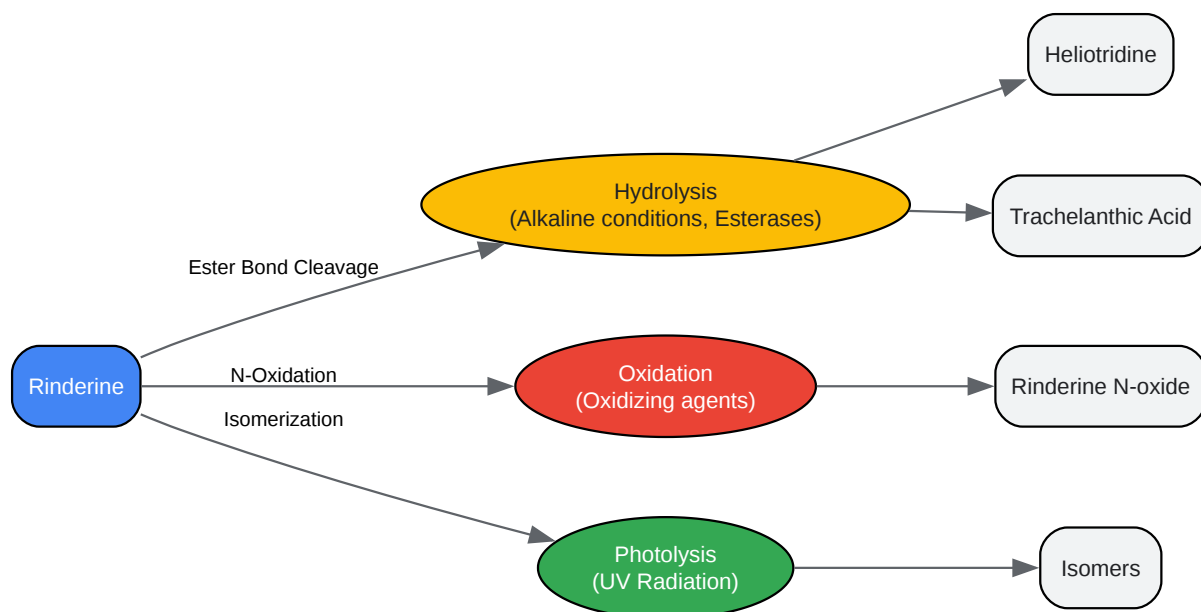 Heliotridine
Hydrolysis
(Alkaline conditions, Esterases)
Trachelanthic Acid
Ester Bond Cleavage
Rinderine
N-Oxidation
Oxidation
(Oxidizing agents)
Rinderine N-oxide
Isomerization
Photolysis
(UV Radiation)
Isomers